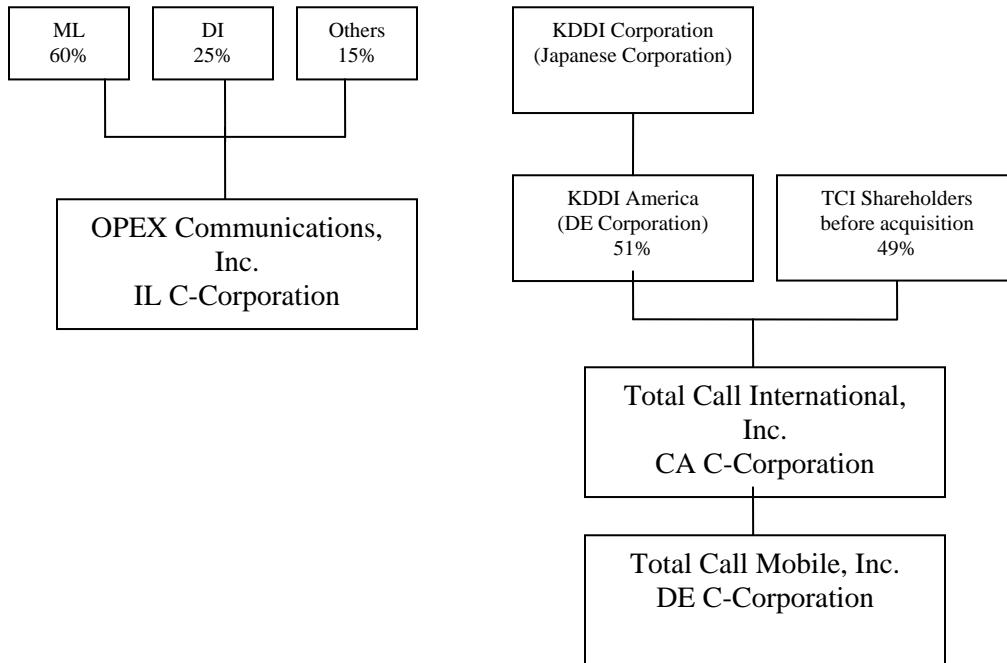 ML
60%
DI
25%
Others
15%
KDDI Corporation
(Japanese Corporation)
KDDI America
(DE Corporation)
51%
TCI Shareholders
before acquisition
49%
OPEX Communications,
Inc.
IL C-Corporation
Total Call International,
Inc.
CA C-Corporation
Total Call Mobile, Inc.
DE C-Corporation